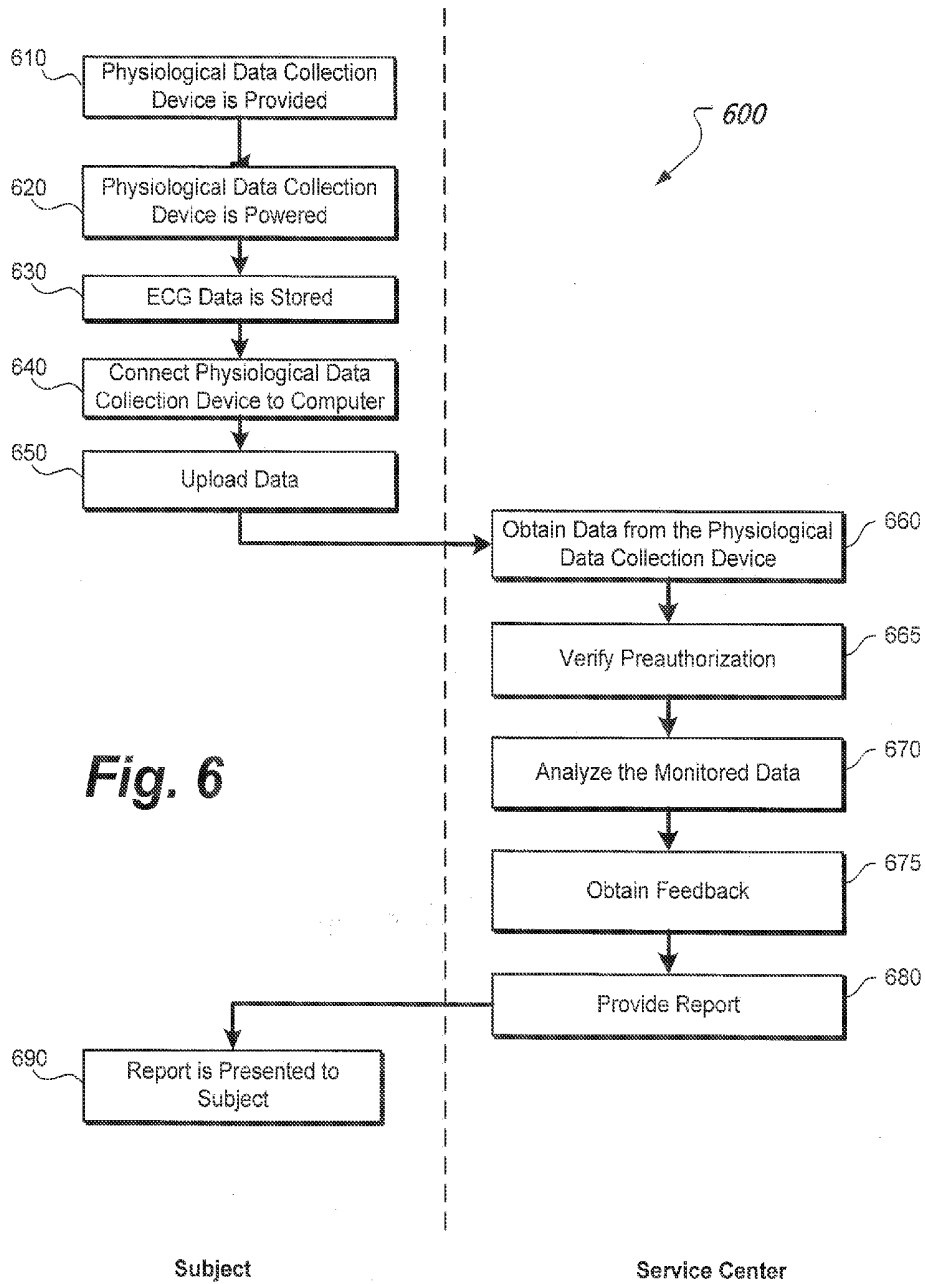 610
Physiological Data Collection
Device is Provided
600
620
Physiological Data Collection
Device is Powered
630
ECG Data is Stored
640
Connect Physiological Data
Collection Device to Computer
650
Upload Data
Obtain Data from the Physiological
Data Collection Device
660
Verify Preauthorization
665
Fig. 6
Analyze the Monitored Data
670
Obtain Feedback
675
Provide Report
680
690
Report is Presented to
Subject
Subject
Service Center